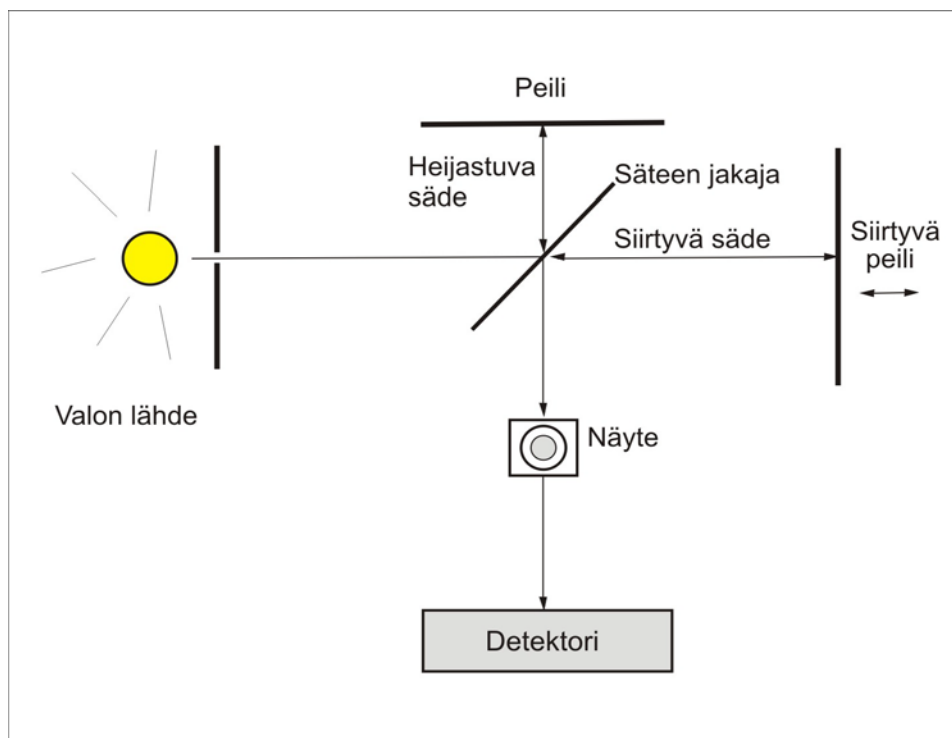 Peili
Heijastuva
säde
Säteen jakaja
Siirtyvä säde
Siirtyvä
peili
Valon lähde
Näyte
Detektori